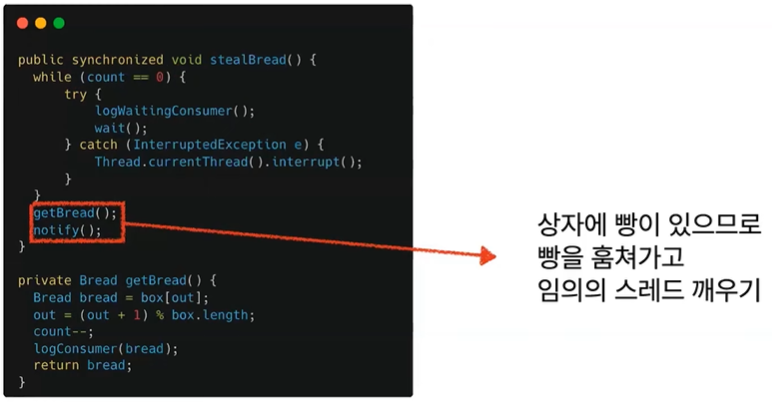 public synchronized void stealBread() {
  while (count == 0) {
      try {
          logWaitingConsumer();
          wait();
      } catch (InterruptedException e) {
          Thread.currentThread().interrupt();
      }
  }
  getBread();
  notify();
}
상자에 빵이 있으므로
빵을 훔쳐가고
임의의 스레드 깨우기
private Bread getBread() {
  Bread bread = box[out];
  out = (out + 1) % box.length;
  count--;
  logConsumer(bread);
  return bread;
}